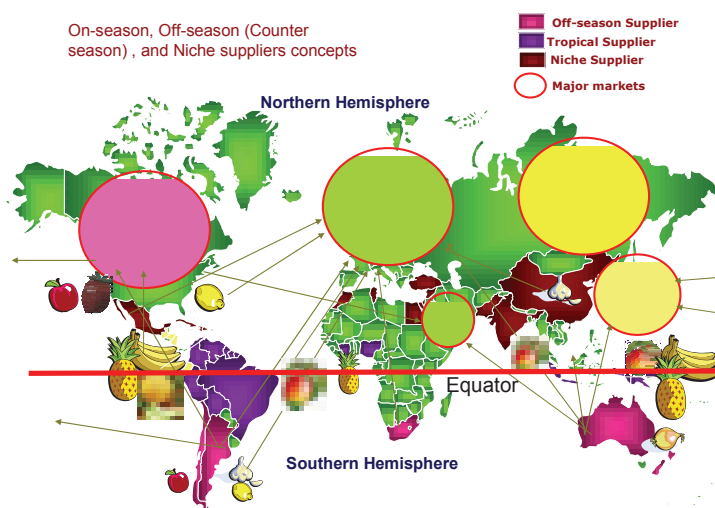 On-season, Off-season (Counter
season) , and Niche suppliers concepts
Off-season Supplier
Tropical Supplier
Niche Supplier
Major markets
Northern Hemisphere
Equator
Southern Hemisphere